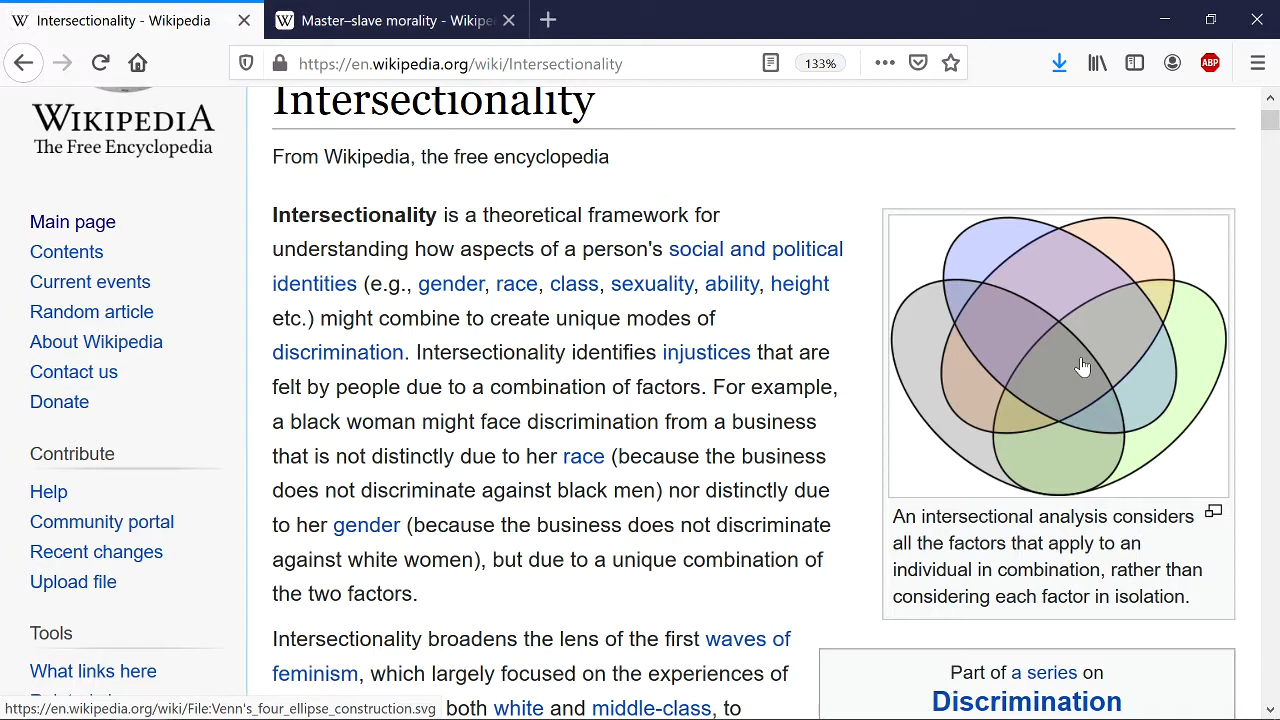 Intersectionality - Wikipedia
Master–slave morality - Wikipe
https://en.wikipedia.org/wiki/Intersectionality
133%
ABP
WIKIPEDIA
The Free Encyclopedia
Main page
Contents
Current events
Random article
About Wikipedia
Contact us
Donate
Contribute
Help
Community portal
Recent changes
Upload file
Tools
What links here
Intersectionality
From Wikipedia, the free encyclopedia
Intersectionality is a theoretical framework for
understanding how aspects of a person's social and political
identities (e.g., gender, race, class, sexuality, ability, height
etc.) might combine to create unique modes of
discrimination. Intersectionality identifies injustices that are
felt by people due to a combination of factors. For example,
a black woman might face discrimination from a business
that is not distinctly due to her race (because the business
does not discriminate against black men) nor distinctly due
to her gender (because the business does not discriminate
against white women), but due to a unique combination of
the two factors.
Intersectionality broadens the lens of the first waves of
feminism, which largely focused on the experiences of
both white and middle-class, to
An intersectional analysis considers
all the factors that apply to an
individual in combination, rather than
considering each factor in isolation.
Part of a series on
Discrimination
https://en.wikipedia.org/wiki/File:Venn's_four_ellipse_construction.svg